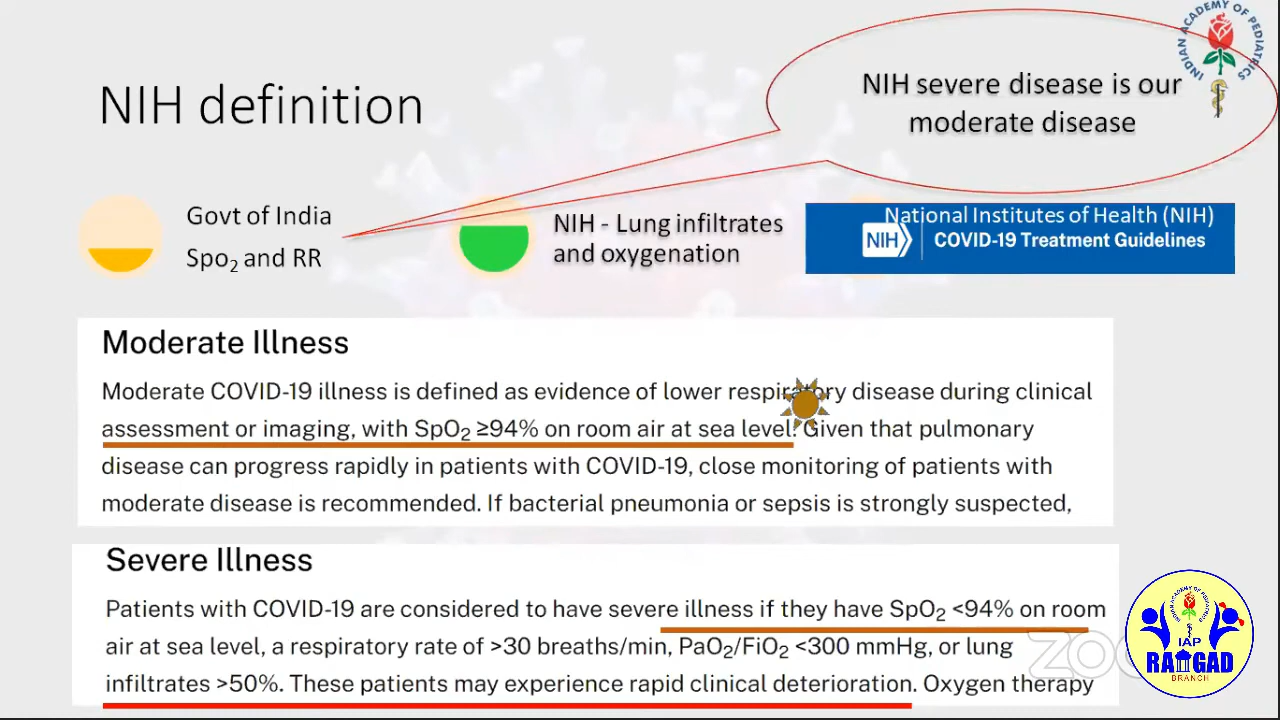 NIH definition
NIH severe disease is our
moderate disease
INDIAN ACADEMY OF PEDIATRICS
Govt of India
Spo₂ and RR
NIH - Lung infiltrates
and oxygenation
National Institutes of Health (NIH)
NIH
COVID-19 Treatment Guidelines
Moderate Illness
Moderate COVID-19 illness is defined as evidence of lower respiratory disease during clinical
assessment or imaging, with SpO₂ ≥94% on room air at sea level. Given that pulmonary
disease can progress rapidly in patients with COVID-19, close monitoring of patients with
moderate disease is recommended. If bacterial pneumonia or sepsis is strongly suspected,
Severe Illness
Patients with COVID-19 are considered to have severe illness if they have SpO₂ <94% on room
air at sea level, a respiratory rate of >30 breaths/min, PaO₂/FiO₂ <300 mmHg, or lung
infiltrates >50%. These patients may experience rapid clinical deterioration. Oxygen therapy
INDIAN ACADEMY OF PEDIATRICS
IAP
RAIGAD
BRANCH